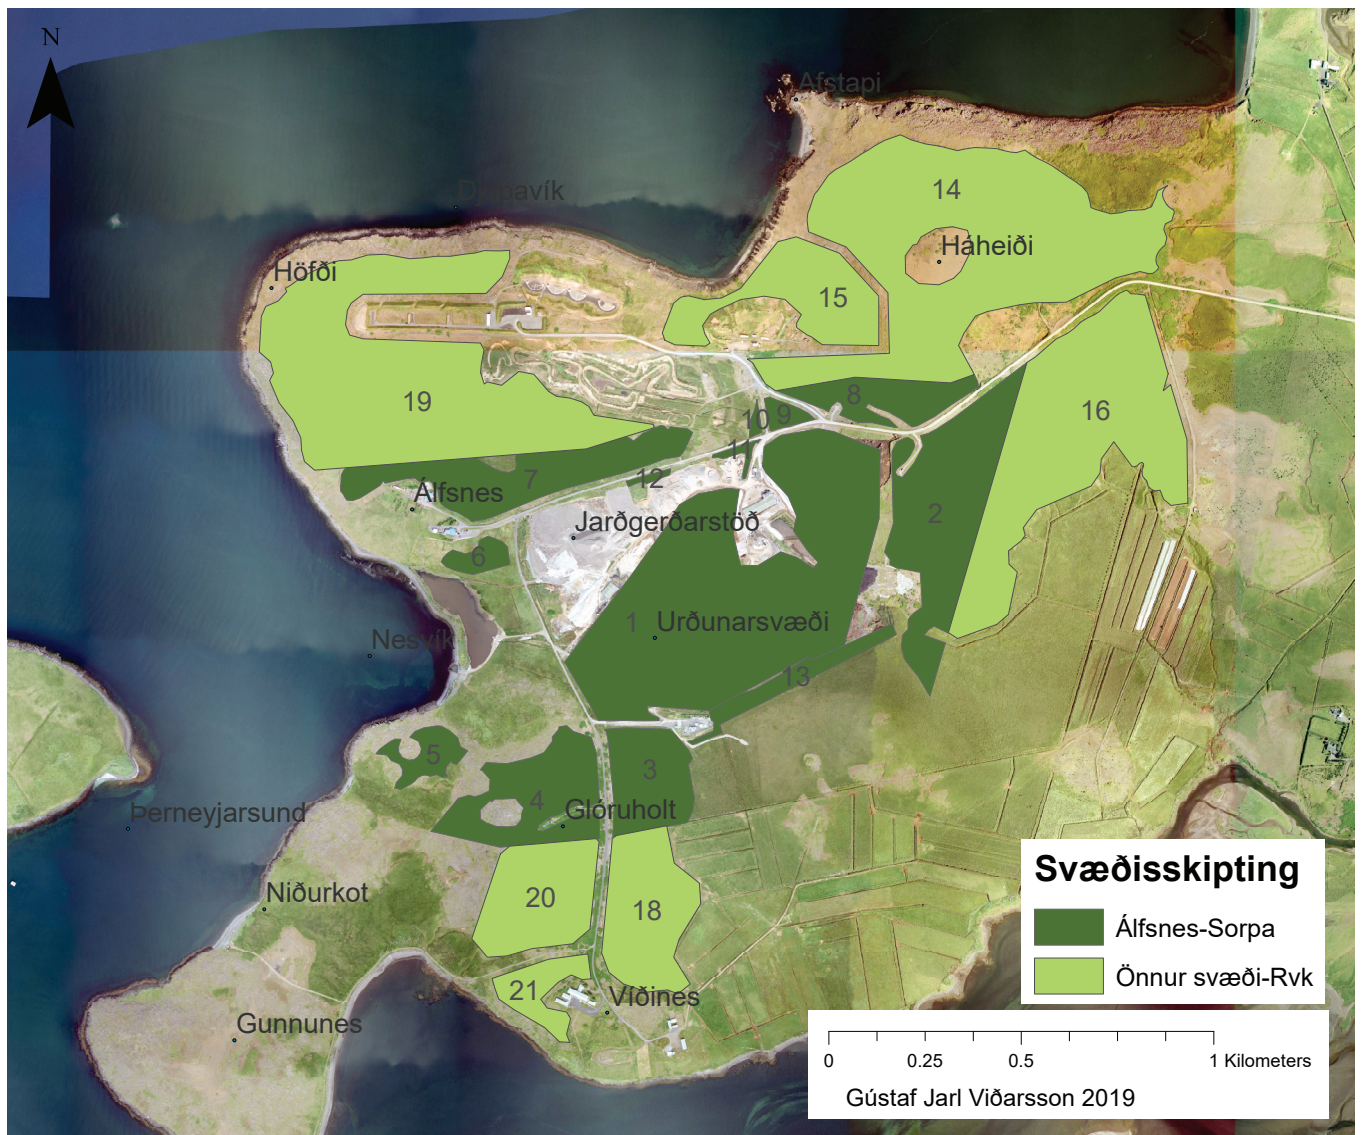 N
Afstapi
Djúpavík
14
Háheiði
Höfði
15
19
8
16
10
9
11
7
12
Álfsnes
2
Jarðgerðarstöð
6
1
Urðunarsvæði
Nesvík
13
5
3
4
Glóruholt
Þerneyjarsund
Niðurkot
20
18
21
Víðines
Gunnunes
Svæðisskipting
Álfsnes-Sorpa
Önnur svæði-Rvk
0 0.25 0.5 1 Kilometers
Gústaf Jarl Viðarsson 2019